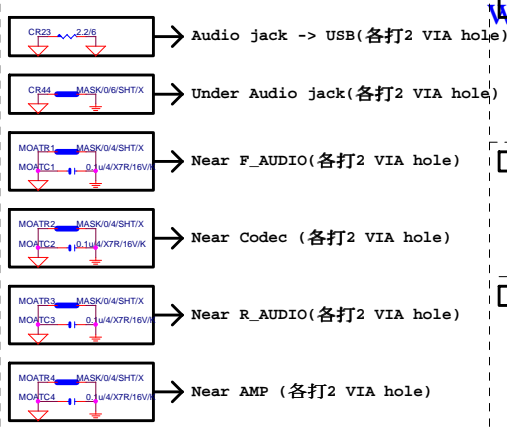 CR23 2.2/6
Audio jack -> USB(各打2 VIA hole)
CR44 MASK/0/6/SHT/X
Under Audio jack(各打2 VIA hole)
MOATR1 MASK/0/4/SHT/X
MOATC1 0.1u/4/X7R/16V/K
Near F_AUDIO(各打2 VIA hole)
MOATR2 MASK/0/4/SHT/X
MOATC2 0.1u/4/X7R/16V/K
Near Codec (各打2 VIA hole)
MOATR3 MASK/0/4/SHT/X
MOATC3 0.1u/4/X7R/16V/K
Near R_AUDIO(各打2 VIA hole)
MOATR4 MASK/0/4/SHT/X
MOATC4 0.1u/4/X7R/16V/K
Near AMP (各打2 VIA hole)